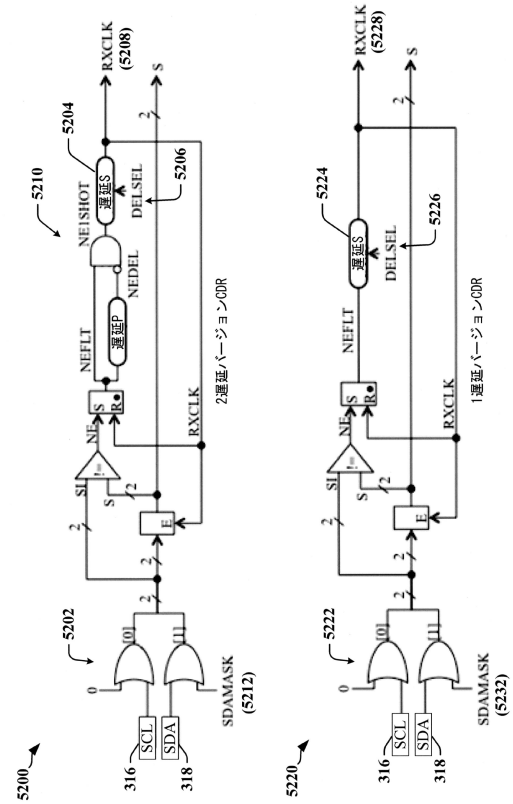 5200
5202
5210
5204
RXCLK
(5208)
0
[0]
SI
NE
NEFLT
NE1SHOT
遅延S
S
R
遅延P
NEDEL
DELSEL
5206
316
SCL
318
SDA
[1]
2
2
2
!=
S
2
E
RXCLK
2
S
SDAMASK
(5212)
2遅延バージョンCDR
5220
5222
5224
RXCLK
(5228)
0
[0]
SI
NE
NEFLT
遅延S
S
R
DELSEL
5226
316
SCL
318
SDA
[1]
2
2
2
!=
S
2
E
RXCLK
2
S
SDAMASK
(5232)
1遅延バージョンCDR